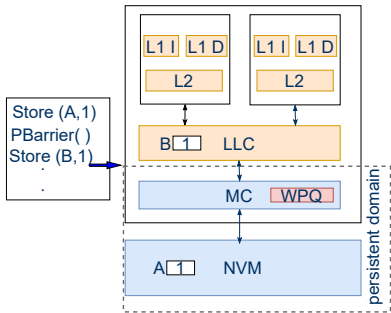 L1 I L1 D L1 I L1 D
L2 L2
Store (A,1)
PBarrier( )
Store (B,1)
.
.
B 1 LLC
MC WPQ
A 1 NVM
persistent domain